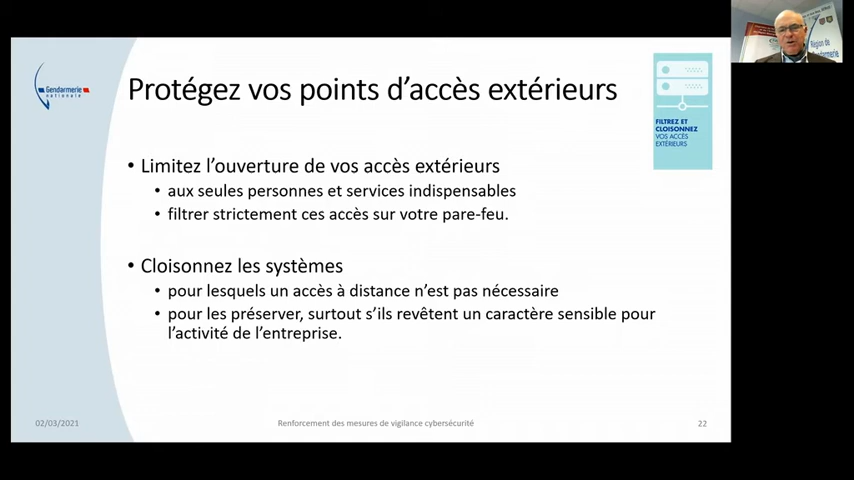 Gendarmerie
nationale
Protégez vos points d'accès extérieurs
FILTREZ ET
CLOISONNEZ
VOS ACCÈS
EXTÉRIEURS
• Limitez l'ouverture de vos accès extérieurs
• aux seules personnes et services indispensables
• filtrer strictement ces accès sur votre pare-feu.
• Cloisonnez les systèmes
• pour lesquels un accès à distance n'est pas nécessaire
• pour les préserver, surtout s'ils revêtent un caractère sensible pour
l'activité de l'entreprise.
02/03/2021
Renforcement des mesures de vigilance cybersécurité
22
Région de